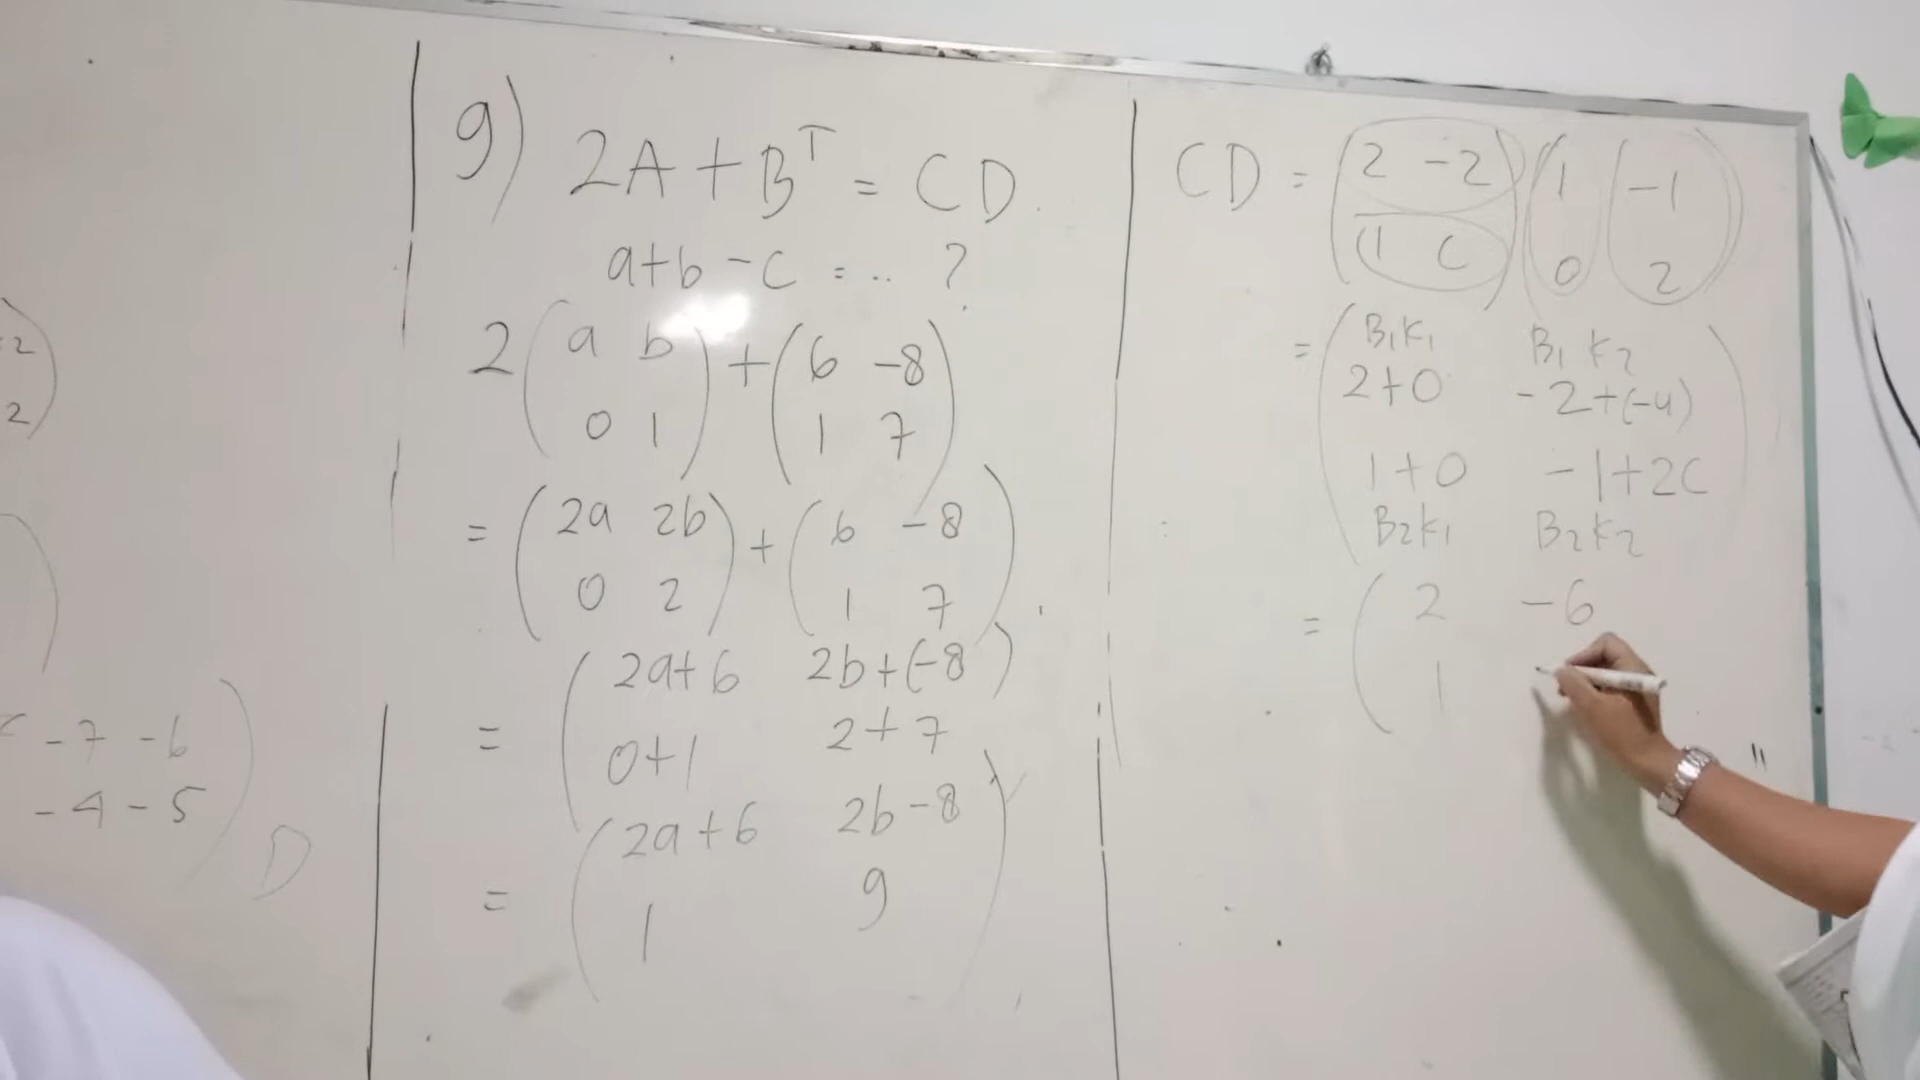 2
2
-7 -6
-4 -5
D
9) 2A + Bᵀ = CD
a+b-c = .. ?
2 ( a b ) + ( 6 -8 )
0 1 1 7
= ( 2a 2b ) + ( 6 -8 )
0 2 1 7
= ( 2a+6 2b+(-8) )
0+1 2+7
= ( 2a+6 2b-8 )
1 9
CD = ( 2 -2 ) ( 1 -1 )
1 c 0 2
= ( B₁K₁ B₁K₂ )
2+0 -2+(-4)
1+0 -1+2c
B₂K₁ B₂K₂
= ( 2 -6
1